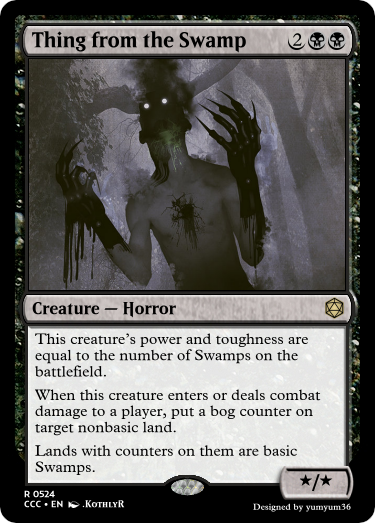 Thing from the Swamp 2
Creature — Horror
This creature's power and toughness are
equal to the number of Swamps on the
battlefield.
When this creature enters or deals combat
damage to a player, put a bog counter on
target nonbasic land.
Lands with counters on them are basic
Swamps.
★/★
R 0524
CCC • EN .KothlyR
Designed by yumyum36